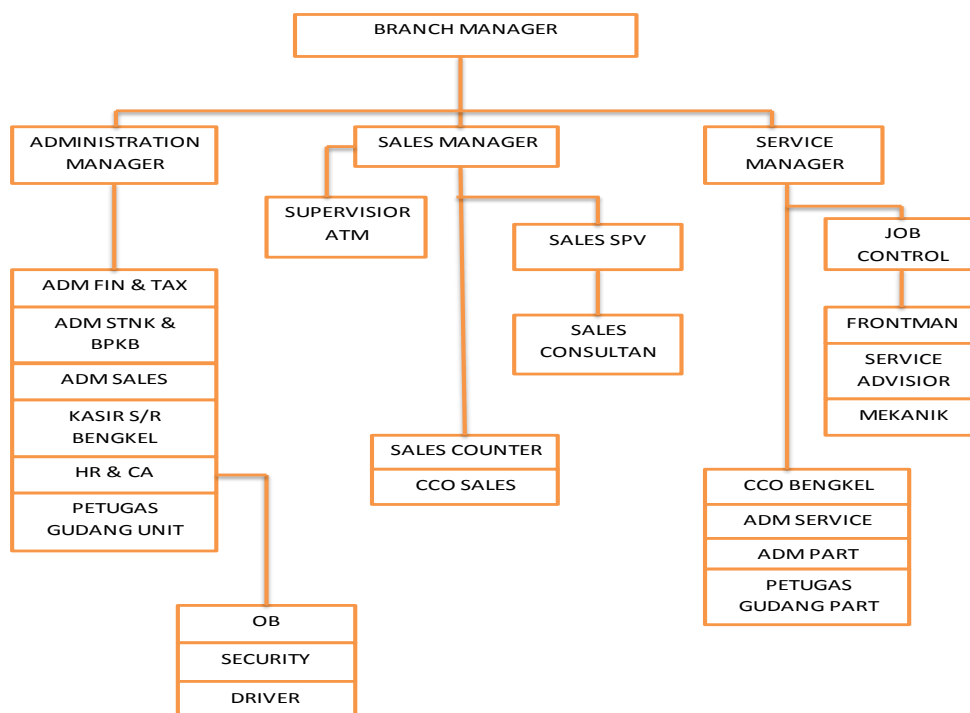 BRANCH MANAGER
ADMINISTRATION
MANAGER
SALES MANAGER
SERVICE
MANAGER
SUPERVISIOR
ATM
SALES SPV
JOB
CONTROL
ADM FIN & TAX
ADM STNK &
BPKB
ADM SALES
KASIR S/R
BENGKEL
HR & CA
PETUGAS
GUDANG UNIT
SALES
CONSULTAN
FRONTMAN
SERVICE
ADVISIOR
MEKANIK
SALES COUNTER
CCO SALES
CCO BENGKEL
ADM SERVICE
ADM PART
PETUGAS
GUDANG PART
OB
SECURITY
DRIVER